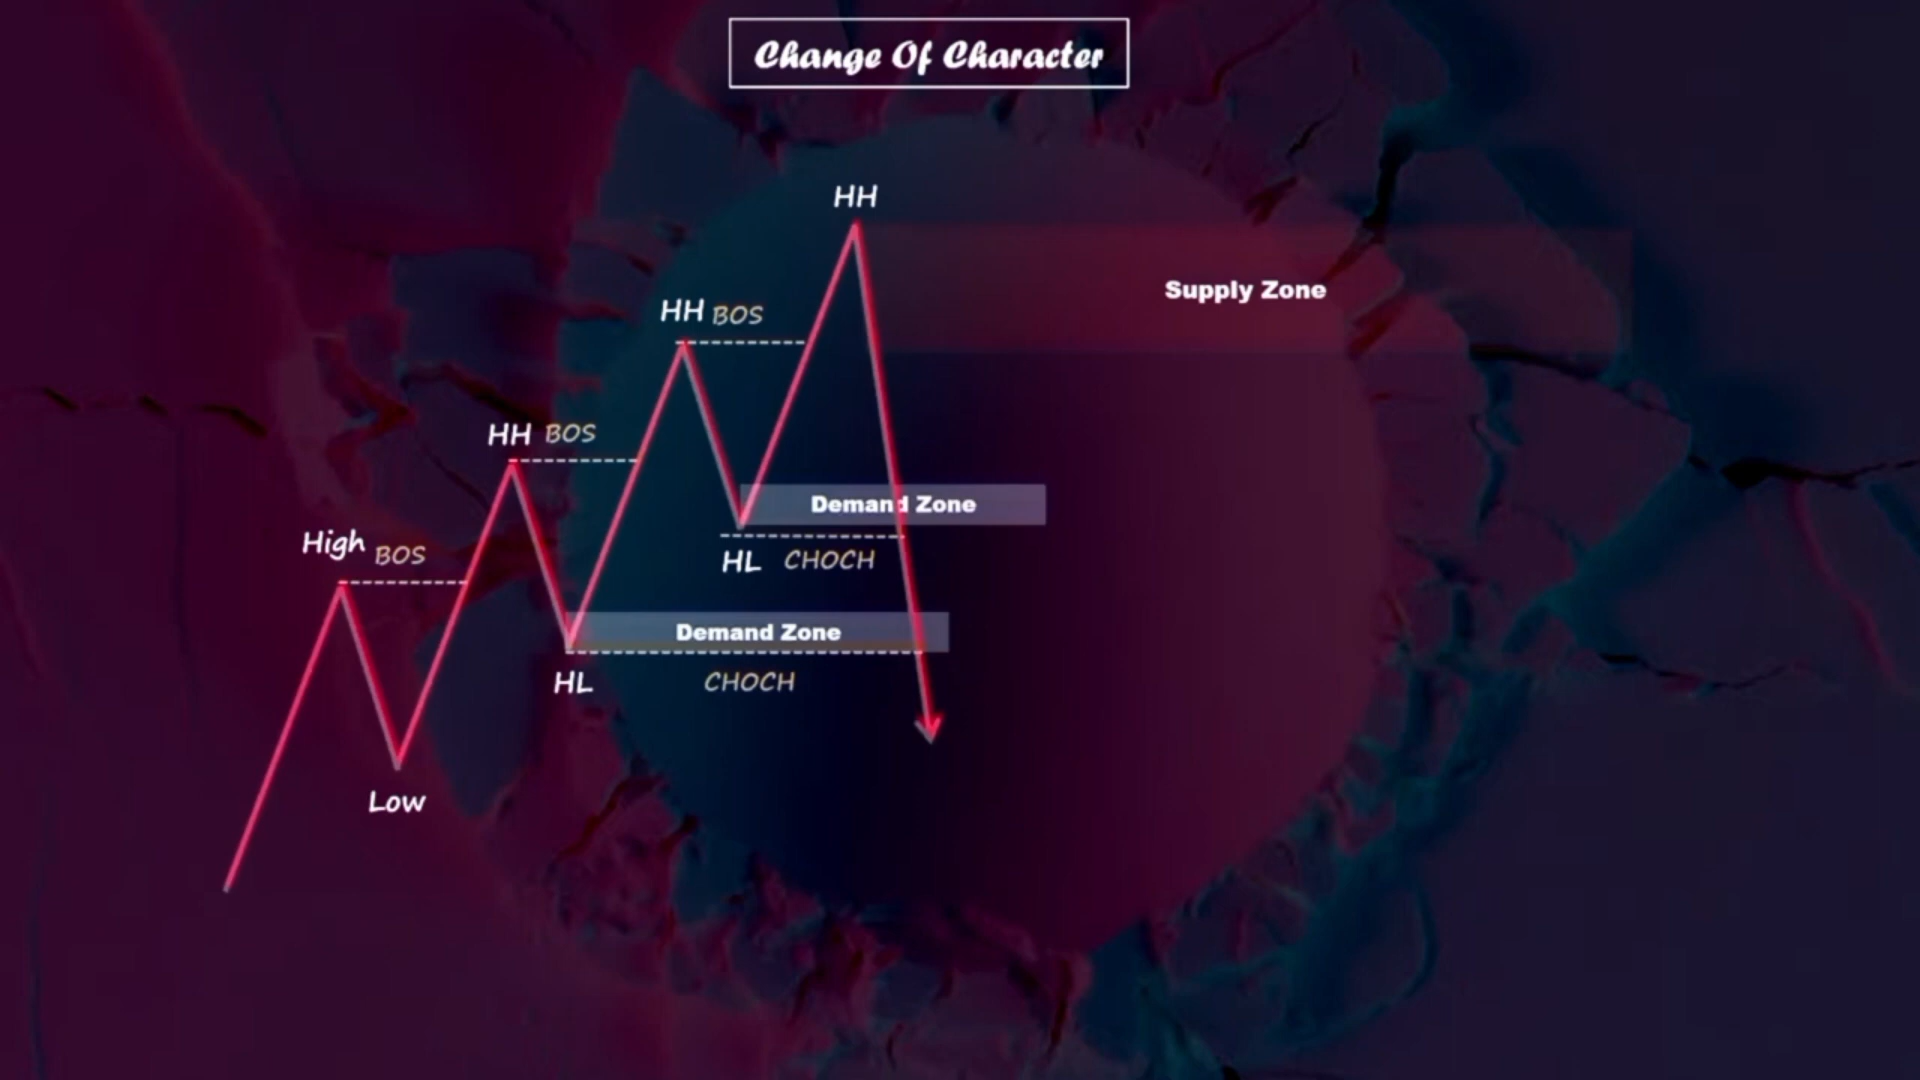 Change Of Character
HH
Supply Zone
HH BOS
HH BOS
Demand Zone
High BOS
HL CHOCH
Demand Zone
HL CHOCH
Low